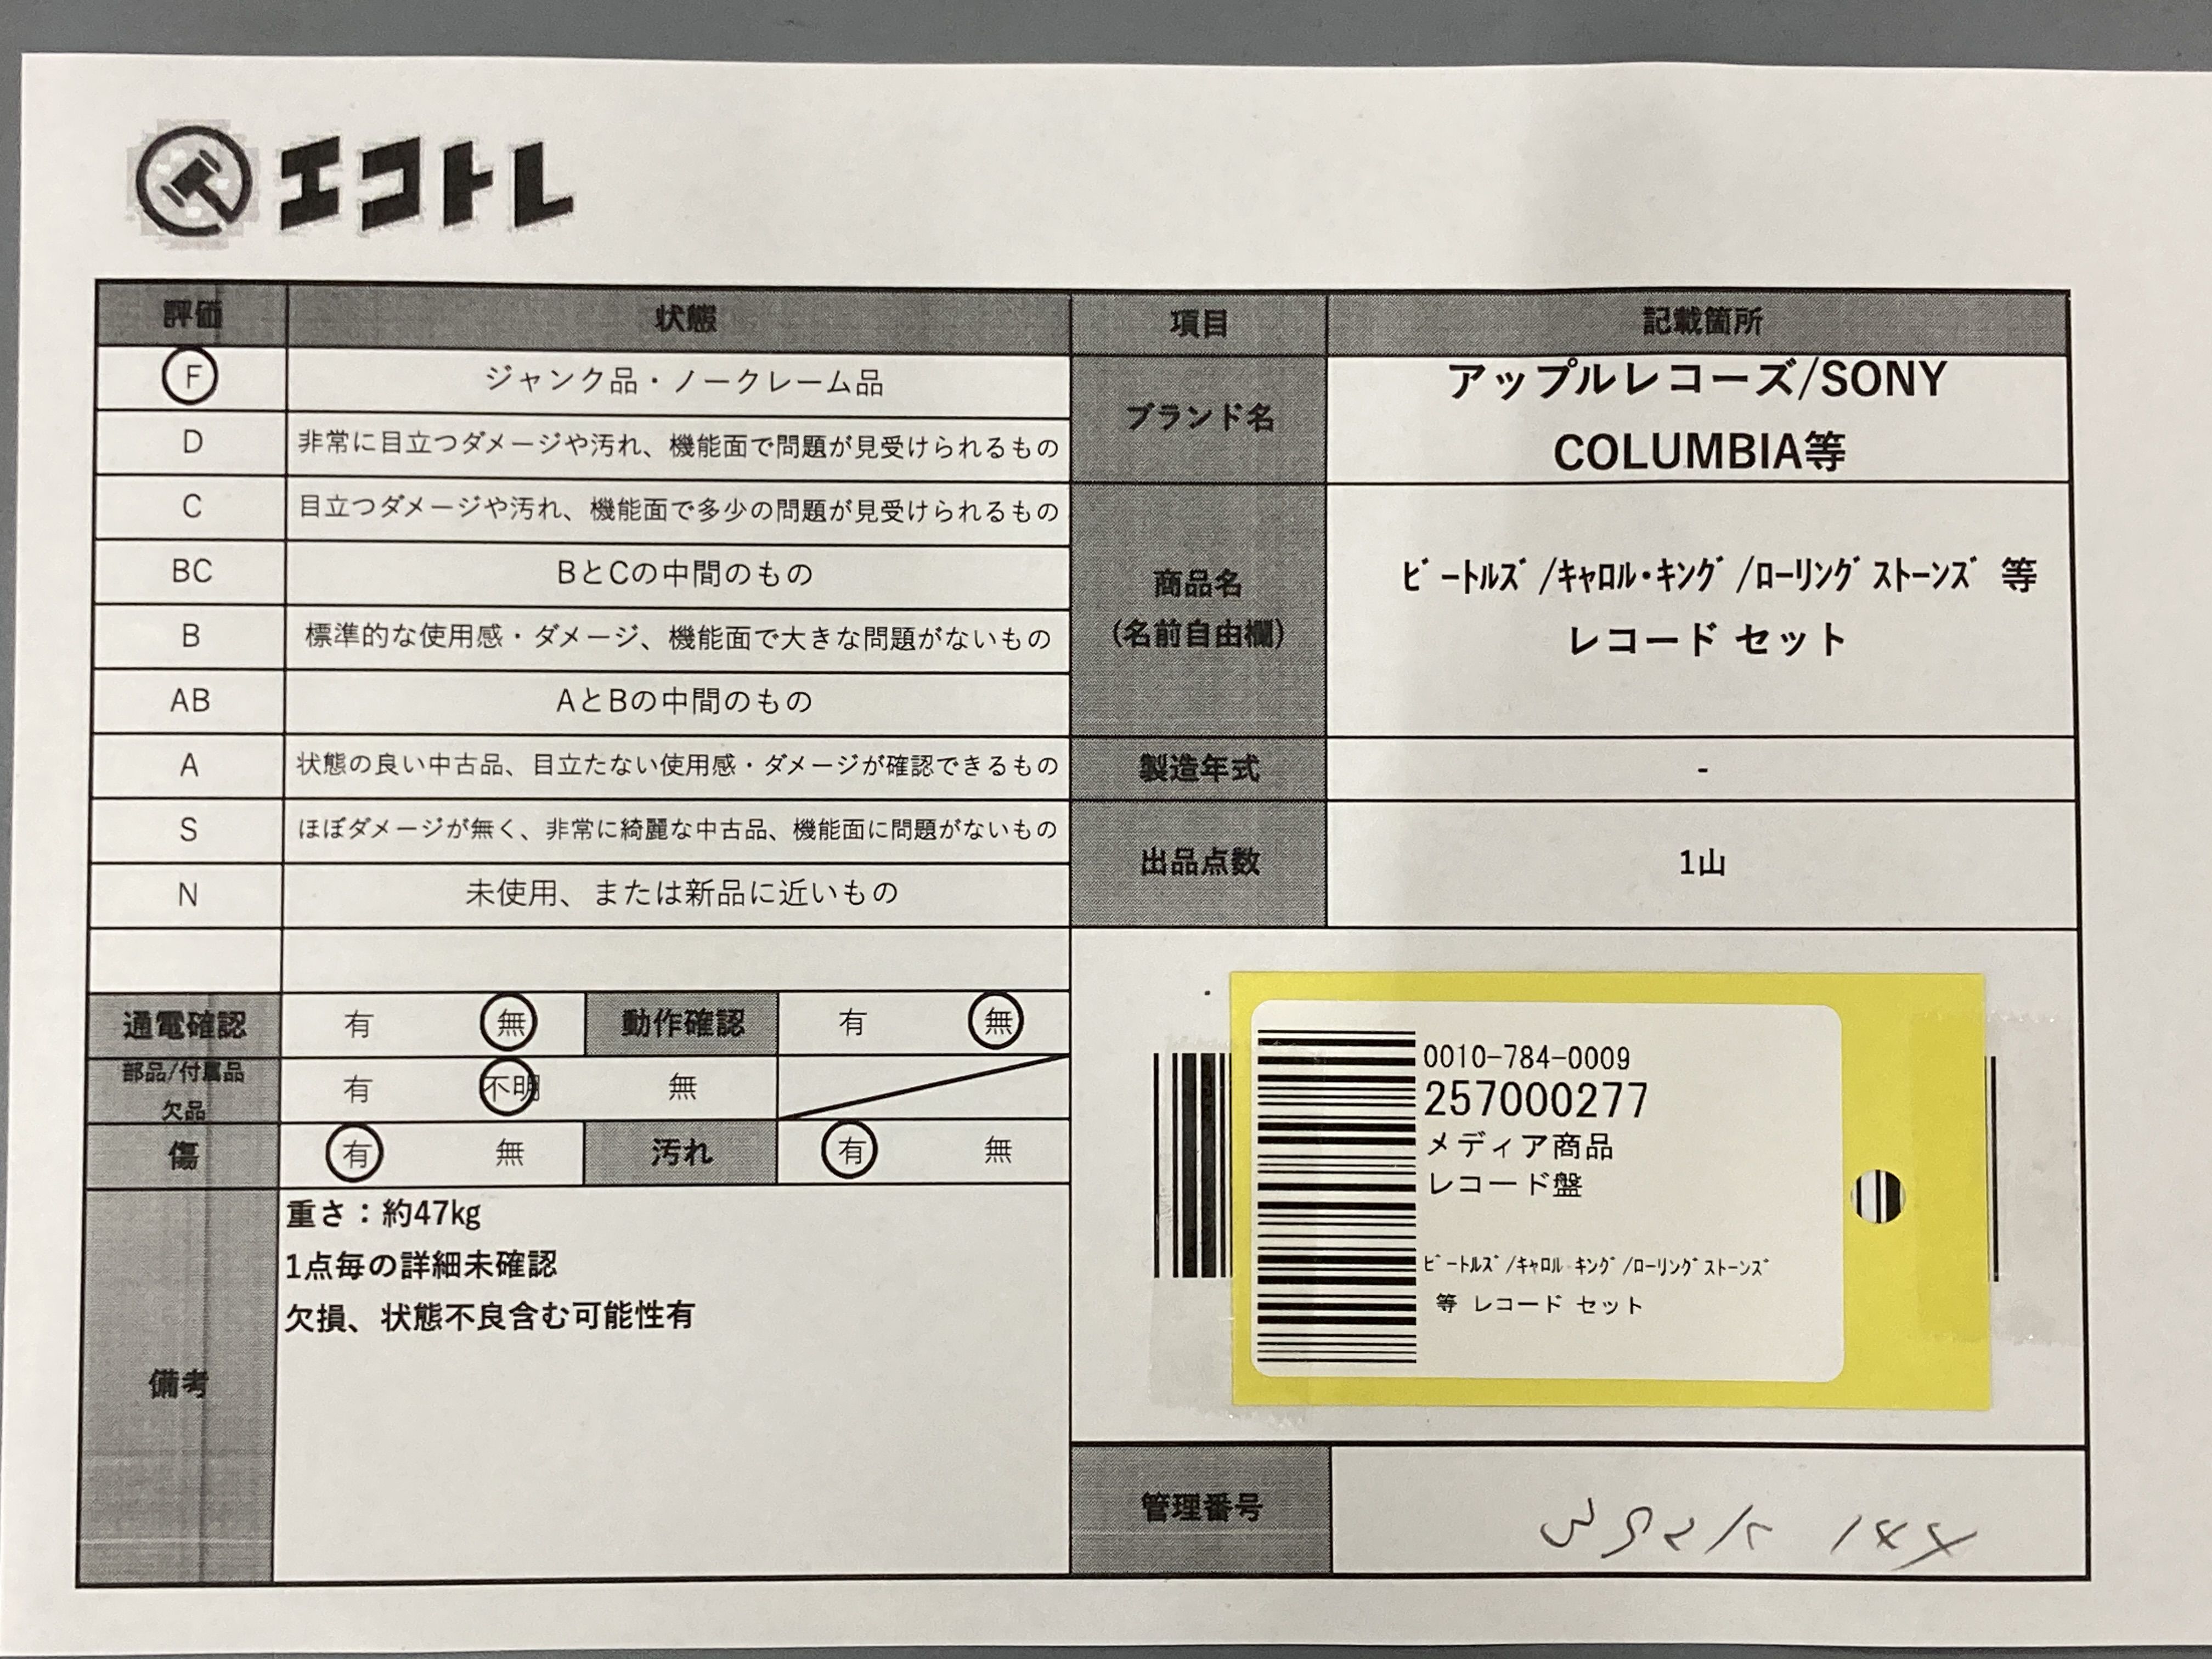 エコトレ
評価 状態 項目 記載箇所
F ジャンク品・ノークレーム品
D 非常に目立つダメージや汚れ、機能面で問題が見受けられるもの
C 目立つダメージや汚れ、機能面で多少の問題が見受けられるもの
BC BとCの中間のもの
B 標準的な使用感・ダメージ、機能面で大きな問題がないもの
AB AとBの中間のもの
A 状態の良い中古品、目立たない使用感・ダメージが確認できるもの
S ほぼダメージが無く、非常に綺麗な中古品、機能面に問題がないもの
N 未使用、または新品に近いもの
ブランド名
アップルレコーズ/SONY
COLUMBIA等
商品名
(名前自由欄)
ﾋﾞｰﾄﾙｽﾞ/ｷｬﾛﾙ・ｷﾝｸﾞ/ﾛｰﾘﾝｸﾞｽﾄｰﾝｽﾞ 等
レコード セット
製造年式 -
出品点数 1山
通電確認 有 無 動作確認 有 無
部品/付属品
欠品
有 不明 無
傷 有 無 汚れ 有 無
備考
重さ：約47kg
1点毎の詳細未確認
欠損、状態不良含む可能性有
0010-784-0009
257000277
メディア商品
レコード盤
ﾋﾞｰﾄﾙｽﾞ/ｷｬﾛﾙ ｷﾝｸﾞ/ﾛｰﾘﾝｸﾞｽﾄｰﾝｽﾞ
等 レコード セット
管理番号